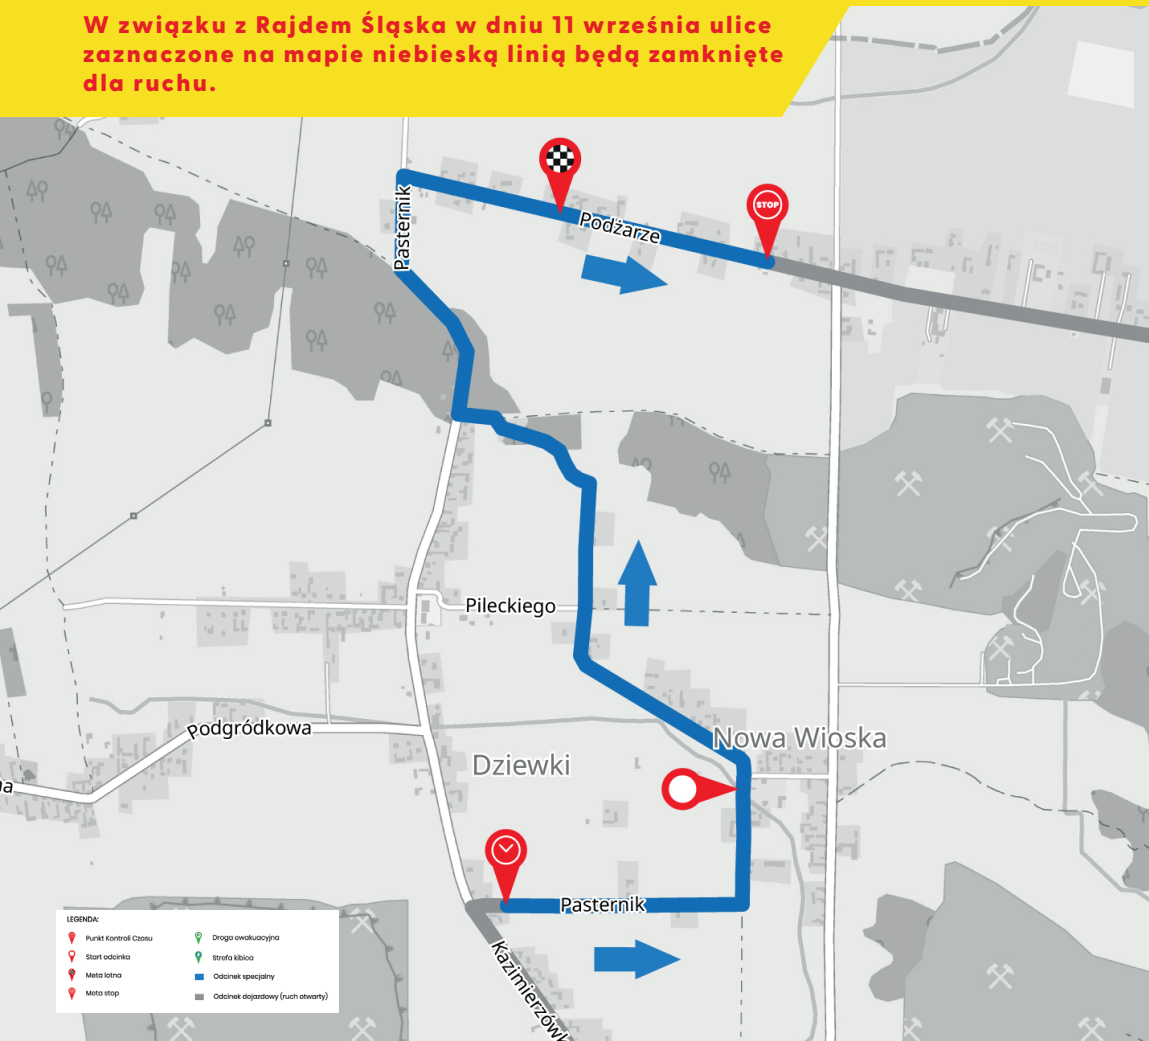 W związku z Rajdem Śląska w dniu 11 września ulice
zaznaczone na mapie niebieską linią będą zamknięte
dla ruchu.
Pasternik
Podżarze
STOP
Pileckiego
Podgródkowa
Nowa Wioska
Dziewki
na
Pasternik
Kazimierzówk
LEGENDA:
Punkt Kontroli Czasu
Start odcinka
Meta lotna
Meta stop
Droga ewakuacyjna
Strefa kibica
Odcinek specjalny
Odcinek dojazdowy (ruch otwarty)